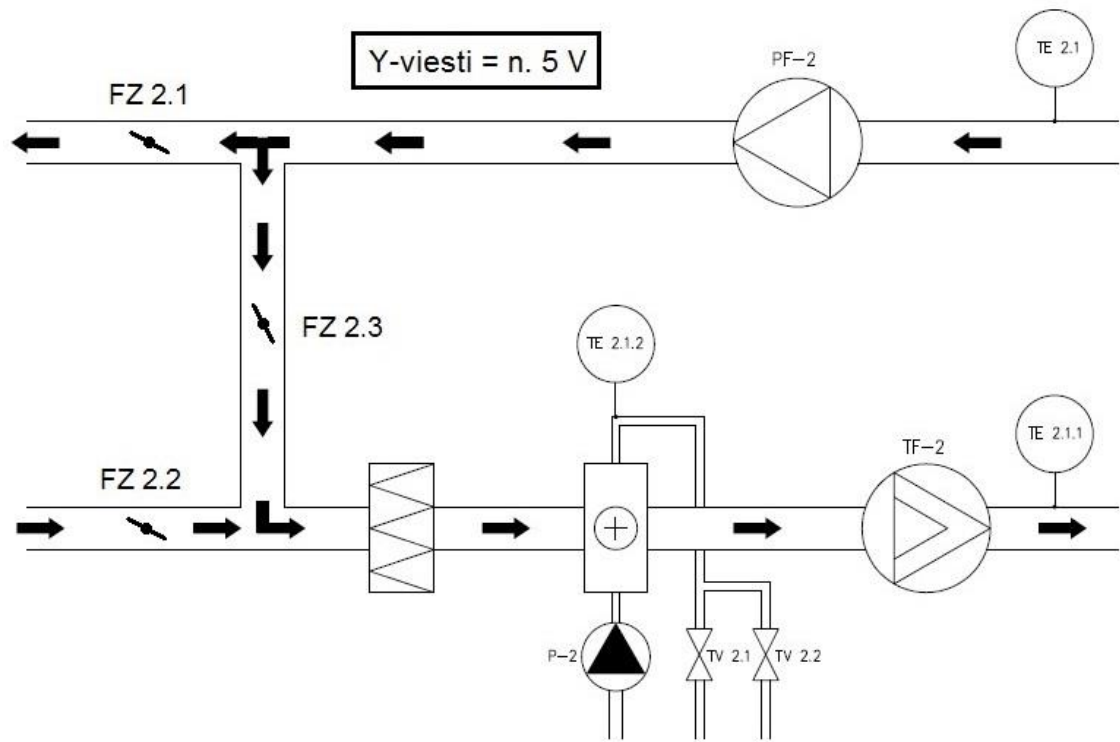 Y-viesti = n. 5 V
PF-2
TE 2.1
FZ 2.1
FZ 2.3
TE 2.1.2
FZ 2.2
TF-2
TE 2.1.1
P-2
TV 2.1
TV 2.2